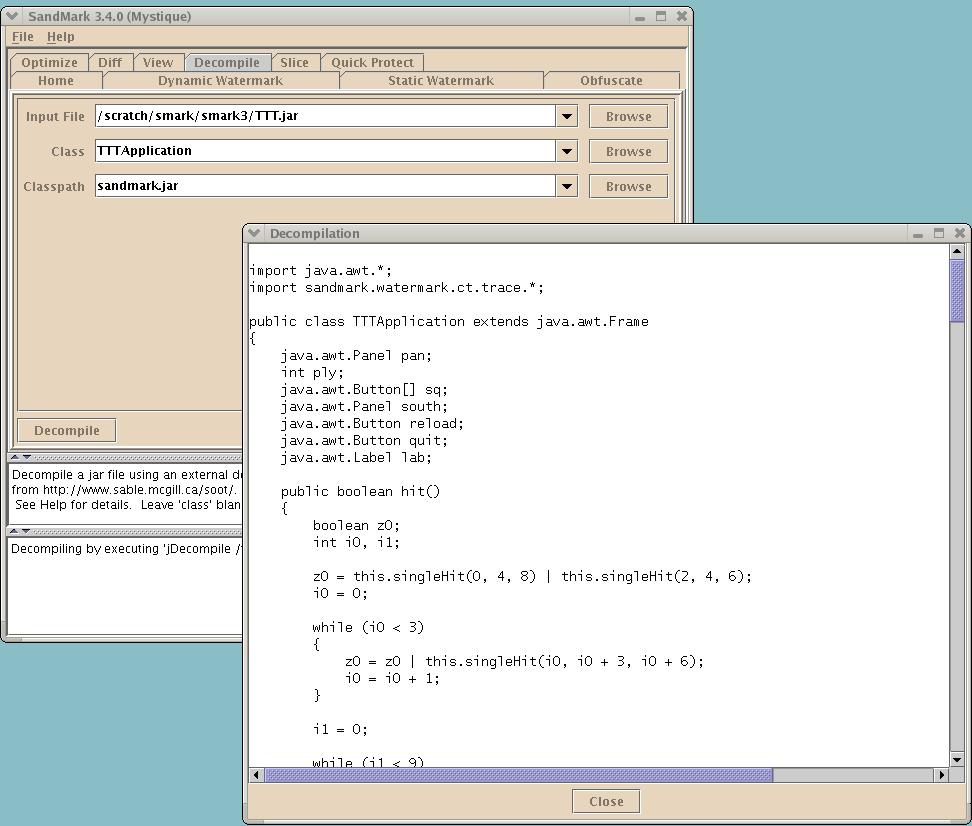 SandMark 3.4.0 (Mystique)
File Help
Optimize Diff View Decompile Slice Quick Protect
Home Dynamic Watermark Static Watermark Obfuscate
Input File /scratch/smark/smark3/TTT.jar Browse
Class TTTApplication Browse
Classpath sandmark.jar Browse
Decompile
Decompile a jar file using an external d
from http://www.sable.mcgill.ca/soot/.
See Help for details. Leave 'class' blan
Decompiling by executing 'jDecompile /
Decompilation
import java.awt.*;
import sandmark.watermark.ct.trace.*;
public class TTTApplication extends java.awt.Frame
{
java.awt.Panel pan;
int ply;
java.awt.Button[] sq;
java.awt.Panel south;
java.awt.Button reload;
java.awt.Button quit;
java.awt.Label lab;
public boolean hit()
{
boolean z0;
int i0, i1;
z0 = this.singleHit(0, 4, 8) | this.singleHit(2, 4, 6);
i0 = 0;
while (i0 < 3)
{
z0 = z0 | this.singleHit(i0, i0 + 3, i0 + 6);
i0 = i0 + 1;
}
i1 = 0;
while (i1 < 9)
Close